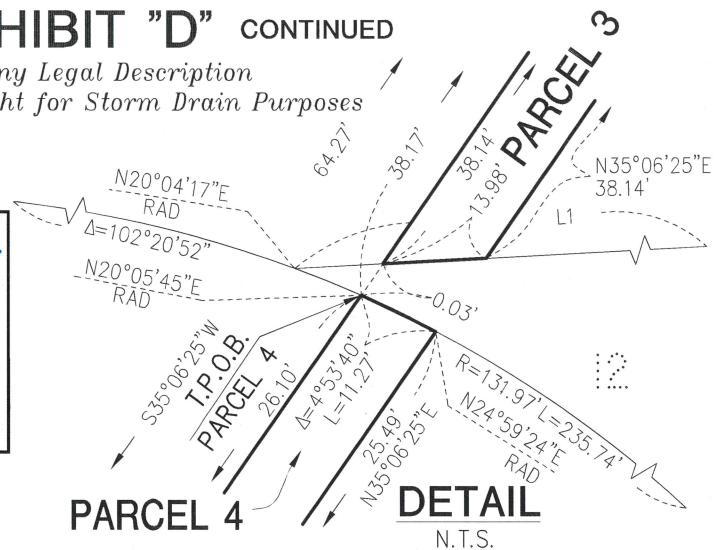 HIBIT "D" CONTINUED
ny Legal Description
ht for Storm Drain Purposes
64.27'
38.17'
38.14'
PARCEL 3
13.98'
N35°06'25"E
38.14'
L1
N20°04'17"E
RAD
Δ=102°20'52"
N20°05'45"E
RAD
0.03'
S35°06'25"W
T.P.O.B.
PARCEL 4
26.10'
Δ=4°53'40"
L=11.27'
R=131.97' L=235.74'
12
N24°59'24"E
RAD
25.49'
N35°06'25"E
PARCEL 4
DETAIL
N.T.S.